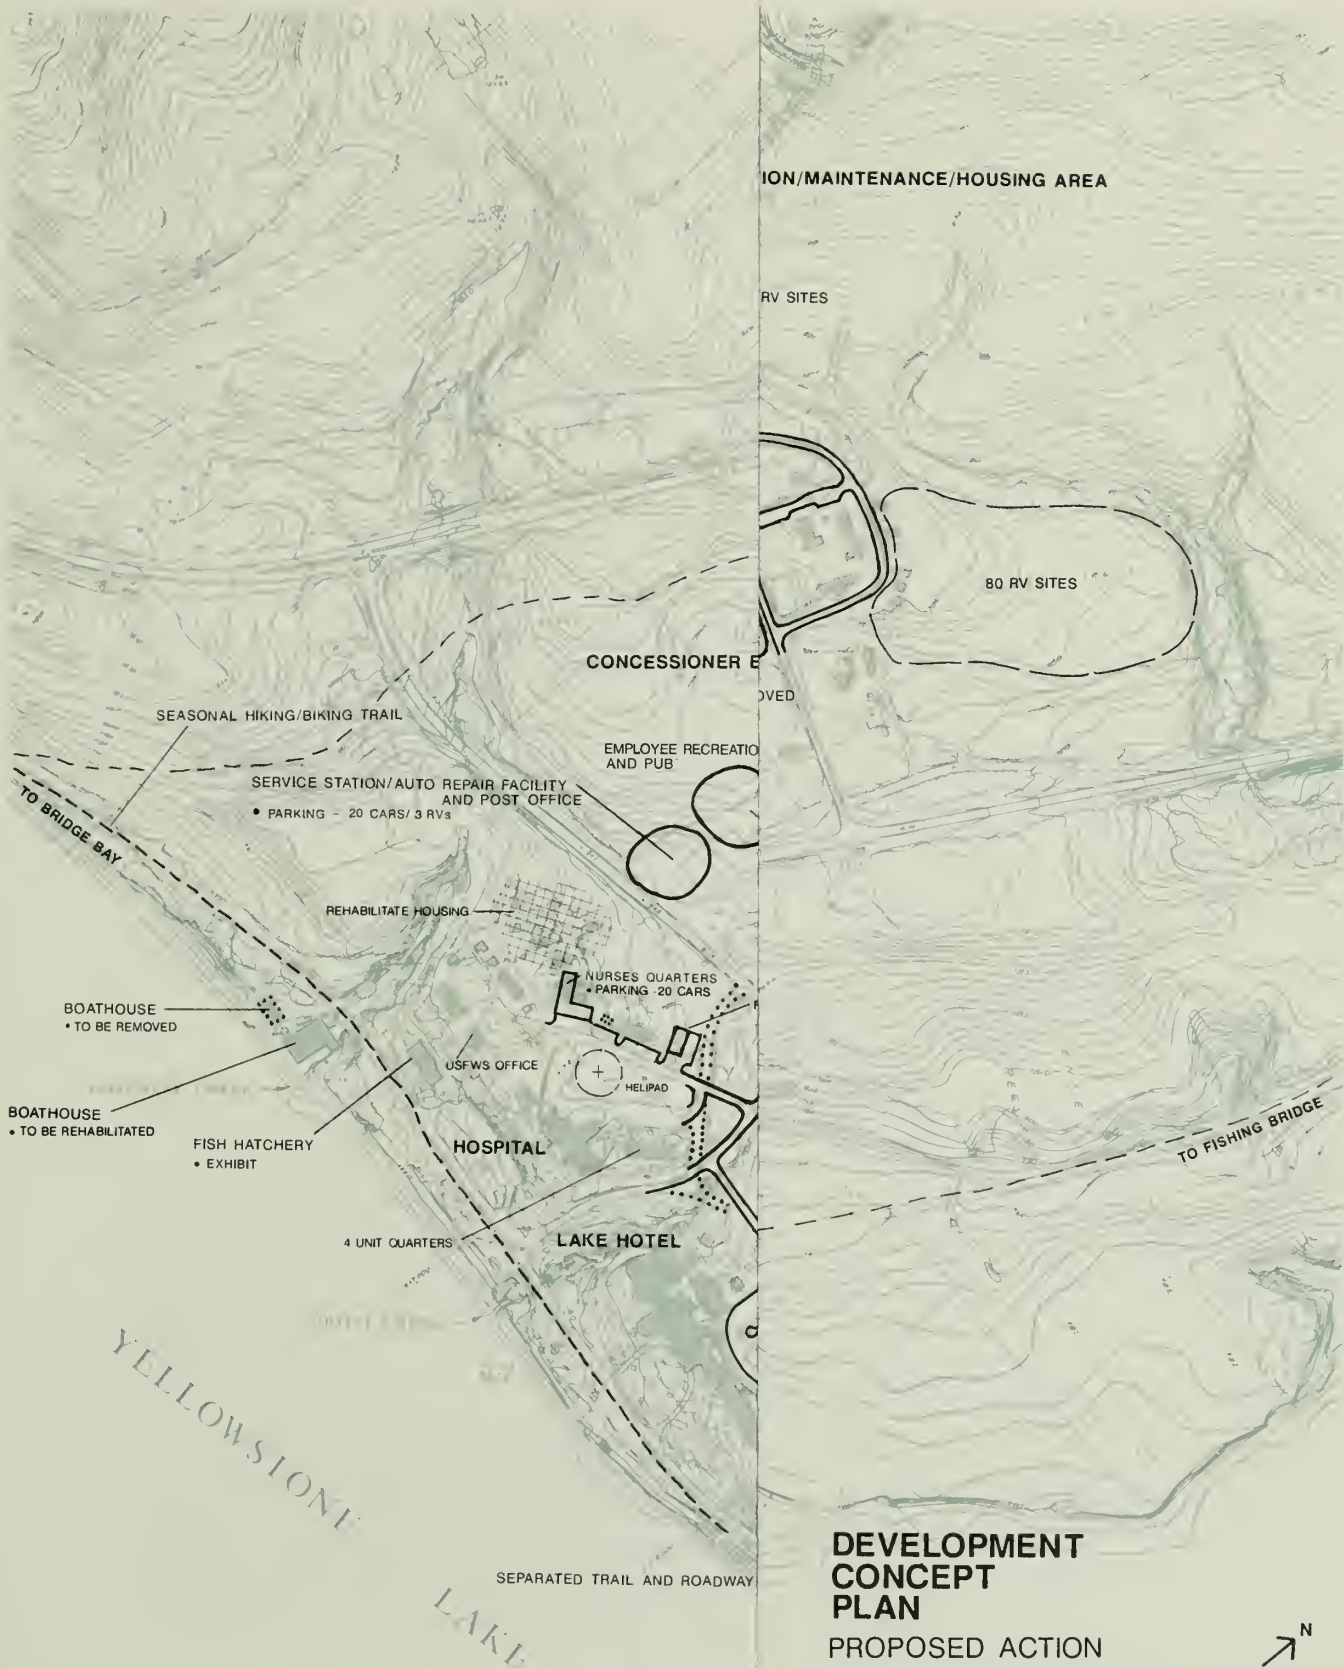 ION/MAINTENANCE/HOUSING AREA
RV SITES
80 RV SITES
CONCESSIONER E
OVED
SEASONAL HIKING/BIKING TRAIL
EMPLOYEE RECREATIO
AND PUB
SERVICE STATION/AUTO REPAIR FACILITY
AND POST OFFICE
• PARKING - 20 CARS/3 RVs
TO BRIDGE BAY
REHABILITATE HOUSING
NURSES QUARTERS
• PARKING -20 CARS
BOATHOUSE
• TO BE REMOVED
USFWS OFFICE
HELIPAD
BOATHOUSE
• TO BE REHABILITATED
FISH HATCHERY
• EXHIBIT
HOSPITAL
TO FISHING BRIDGE
4 UNIT QUARTERS
LAKE HOTEL
YELLOWSTONE
LAKE
SEPARATED TRAIL AND ROADWAY
DEVELOPMENT
CONCEPT
PLAN
PROPOSED ACTION
N